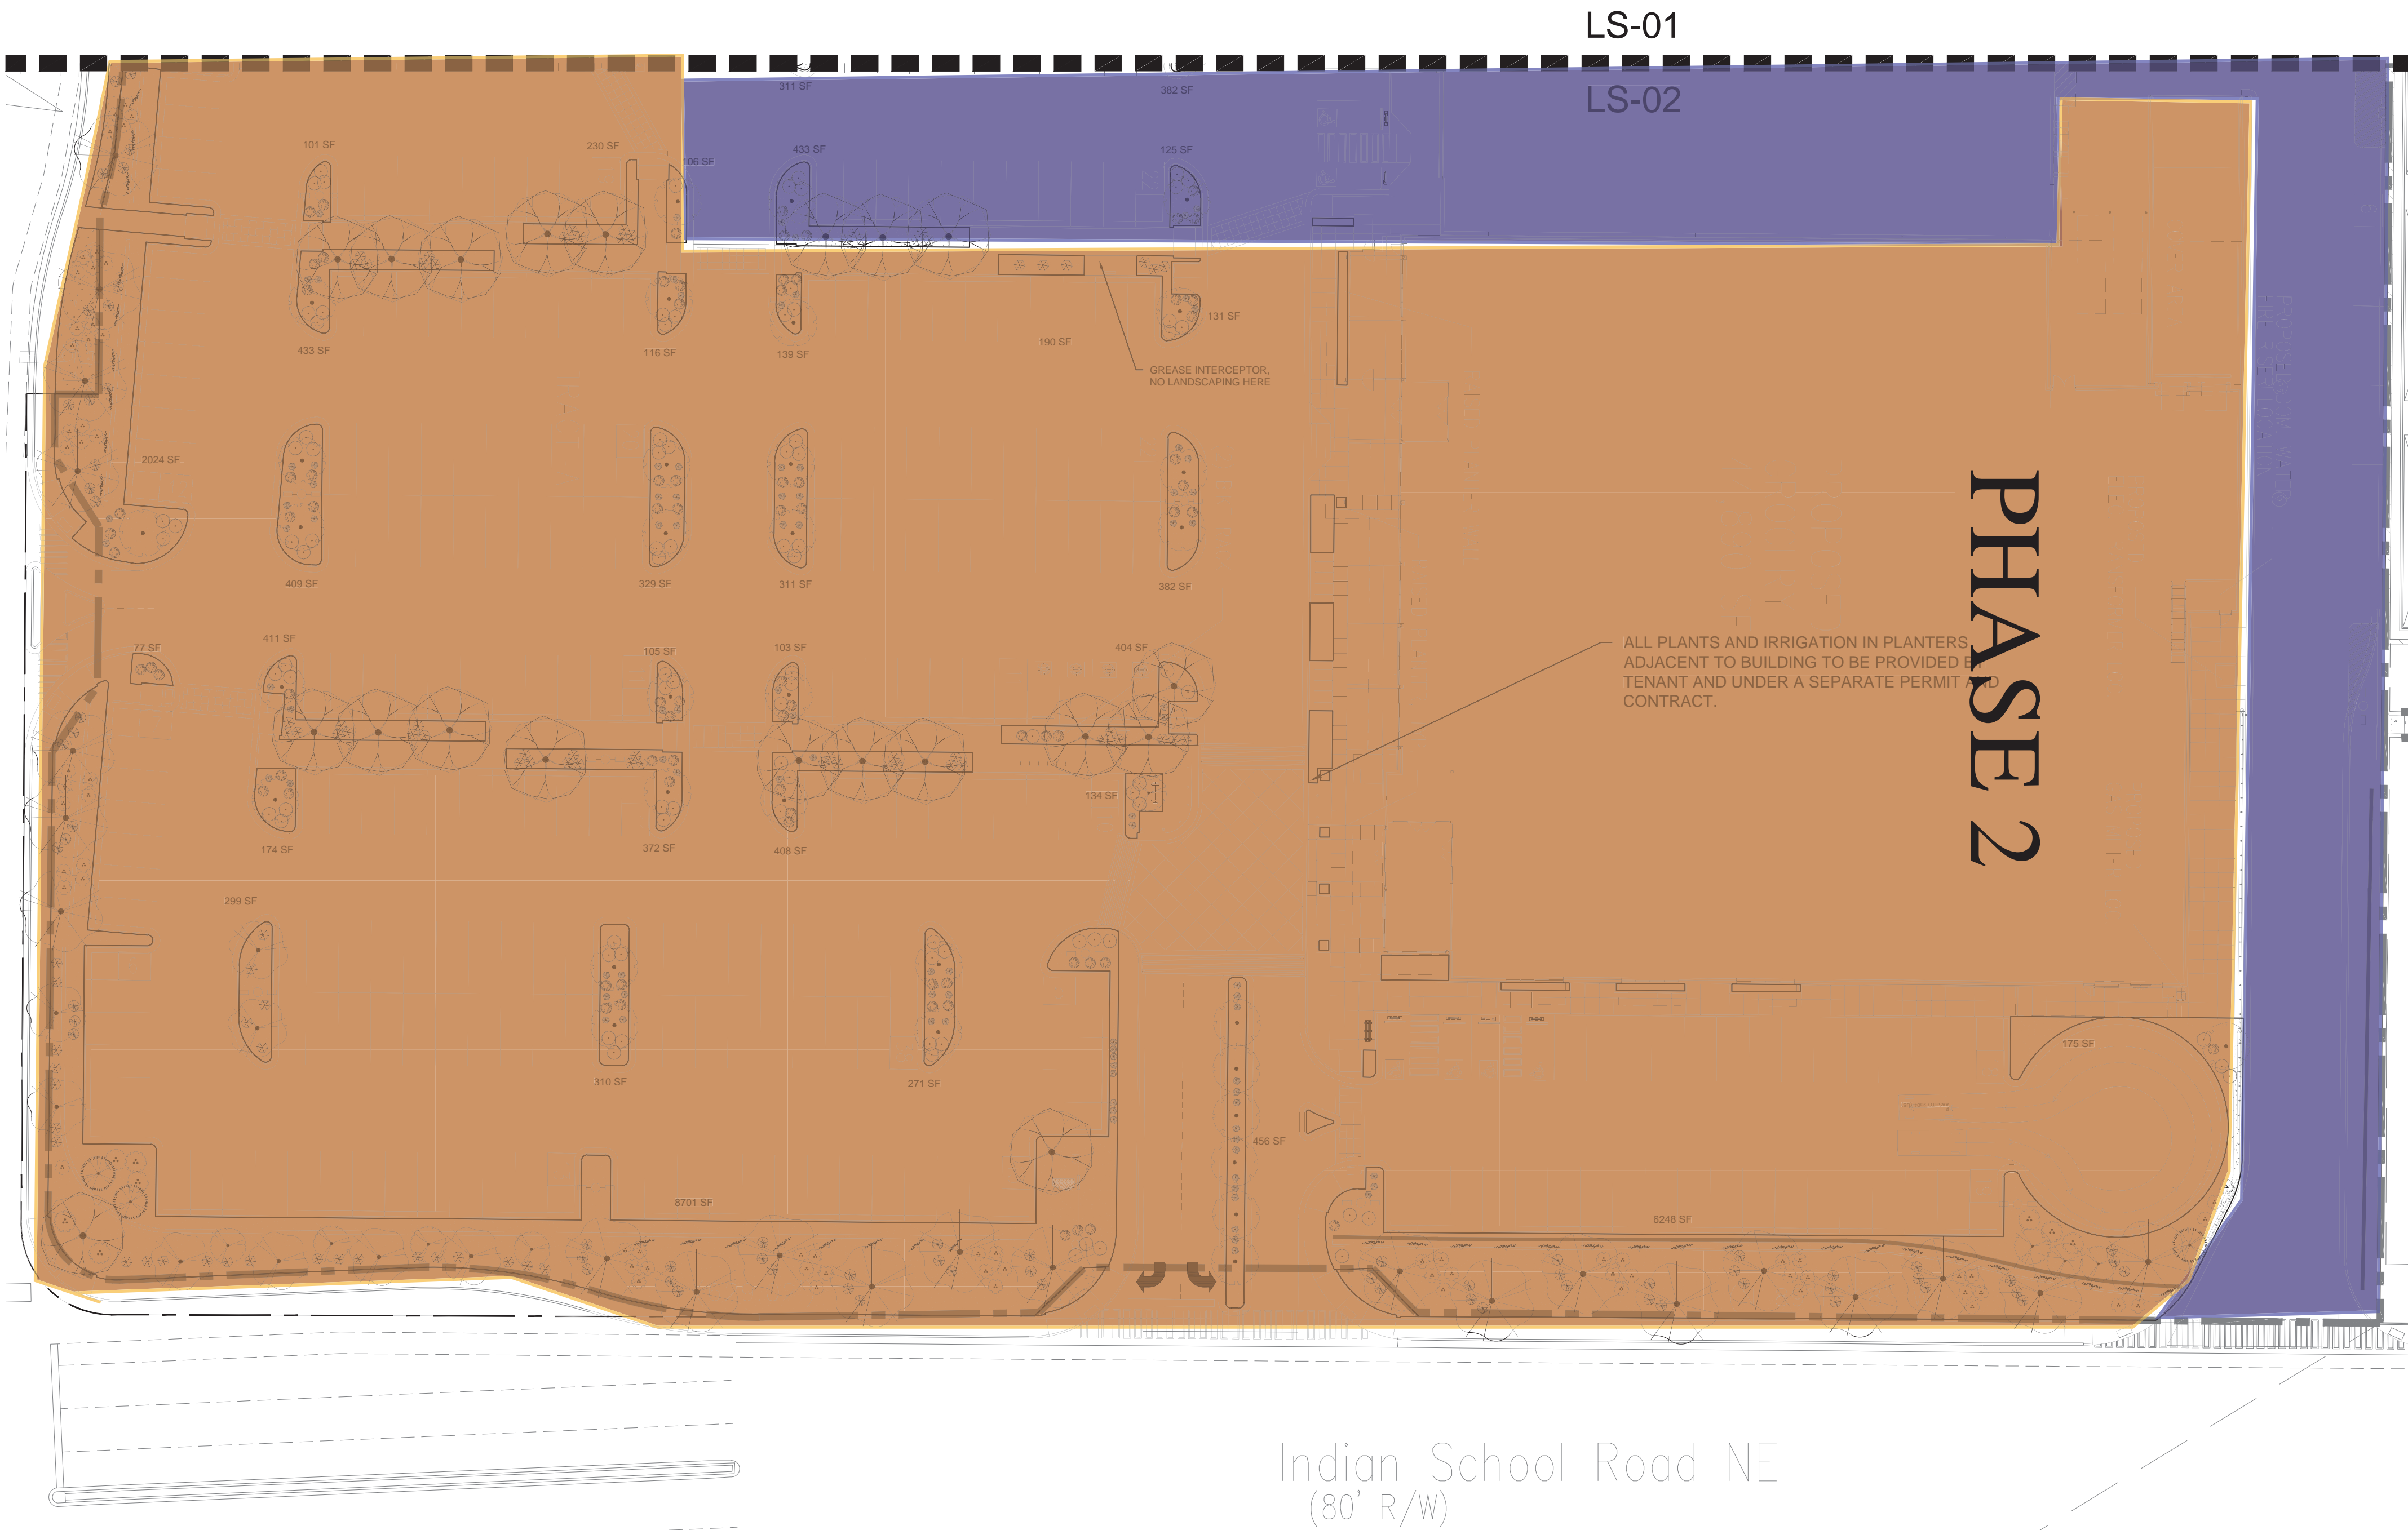 LS-01
LS-02
311 SF
382 SF
101 SF
230 SF
106 SF
433 SF
125 SF
433 SF
116 SF
139 SF
190 SF
131 SF
GREASE INTERCEPTOR,
NO LANDSCAPING HERE
2024 SF
409 SF
329 SF
311 SF
382 SF
PHASE 2
77 SF
411 SF
105 SF
103 SF
404 SF
ALL PLANTS AND IRRIGATION IN PLANTERS
ADJACENT TO BUILDING TO BE PROVIDED BY
TENANT AND UNDER A SEPARATE PERMIT AND
CONTRACT.
134 SF
174 SF
372 SF
408 SF
299 SF
310 SF
271 SF
175 SF
456 SF
8701 SF
6248 SF
Indian School Road NE
(80' R/W)